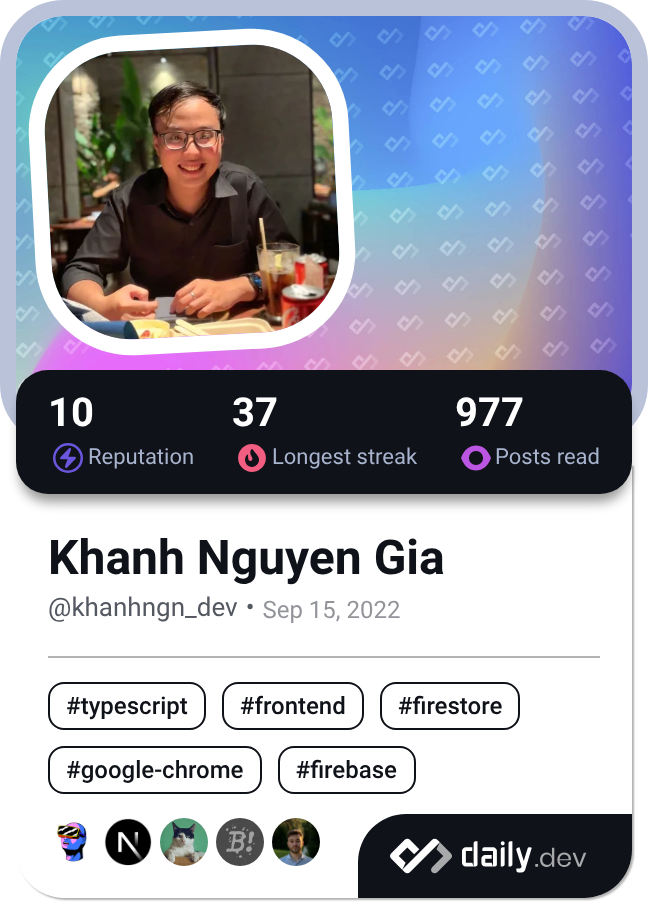 10 37 977
Reputation Longest streak Posts read
Khanh Nguyen Gia
@khanhngn_dev • Sep 15, 2022
#typescript #frontend #firestore
#google-chrome #firebase
N B!
daily.dev